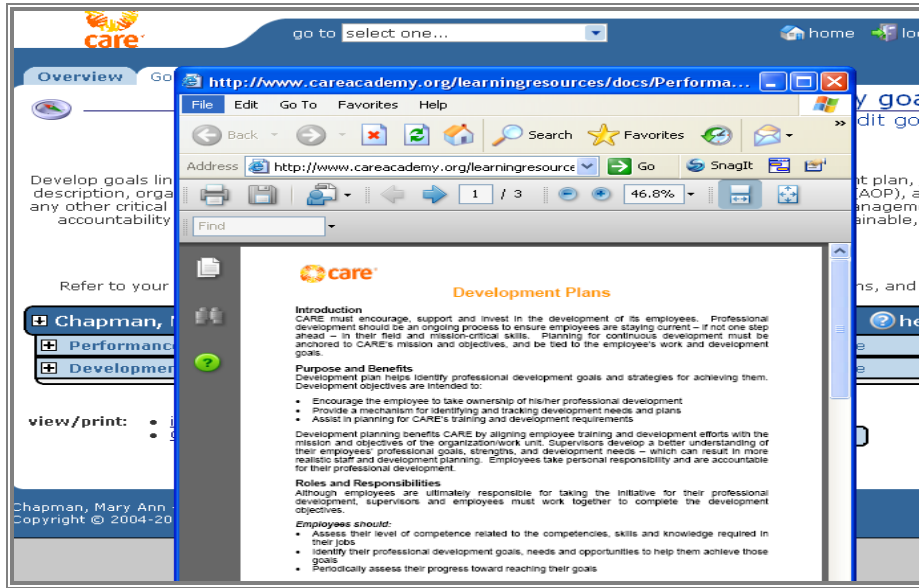 care
go to select one...
home
Overview Go
http://www.careacademy.org/learningresources/docs/Performa...
File Edit Go To Favorites Help
Back Search Favorites
Address http://www.careacademy.org/learningresource Go SnagIt
1 / 3 46.8%
Find
y goa
dit go
Develop goals lin
description, orga
any other critical
accountability
t plan,
(AOP), a
anagem
ainable,
Refer to your
ns, and
Chapman,
he
Performance
e
Developmen
e
view/print:
Chapman, Mary Ann -
Copyright © 2004-20
care
Development Plans
Introduction
CARE must encourage, support and invest in the development of its employees. Professional
development should be an ongoing process to ensure employees are staying current – if not one step
ahead – in their field and mission-critical skills. Planning for continuous development must be
anchored to CARE's mission and objectives, and be tied to the employee's work and development
goals.
Purpose and Benefits
Development plan helps identify professional development goals and strategies for achieving them.
Development objectives are intended to:
• Encourage the employee to take ownership of his/her professional development
• Provide a mechanism for identifying and tracking development needs and plans
• Assist in planning for CARE's training and development requirements
Development planning benefits CARE by aligning employee training and development efforts with the
mission and objectives of the organization/work unit. Supervisors develop a better understanding of
their employees' professional goals, strengths, and development needs – which can result in more
realistic staff and development planning. Employees take personal responsibility and are accountable
for their professional development.
Roles and Responsibilities
Although employees are ultimately responsible for taking the initiative for their professional
development, supervisors and employees must work together to complete the development
objectives.
Employees should:
• Assess their level of competence related to the competencies, skills and knowledge required in
their jobs
• Identify their professional development goals, needs and opportunities to help them achieve those
goals
• Periodically assess their progress toward reaching their goals